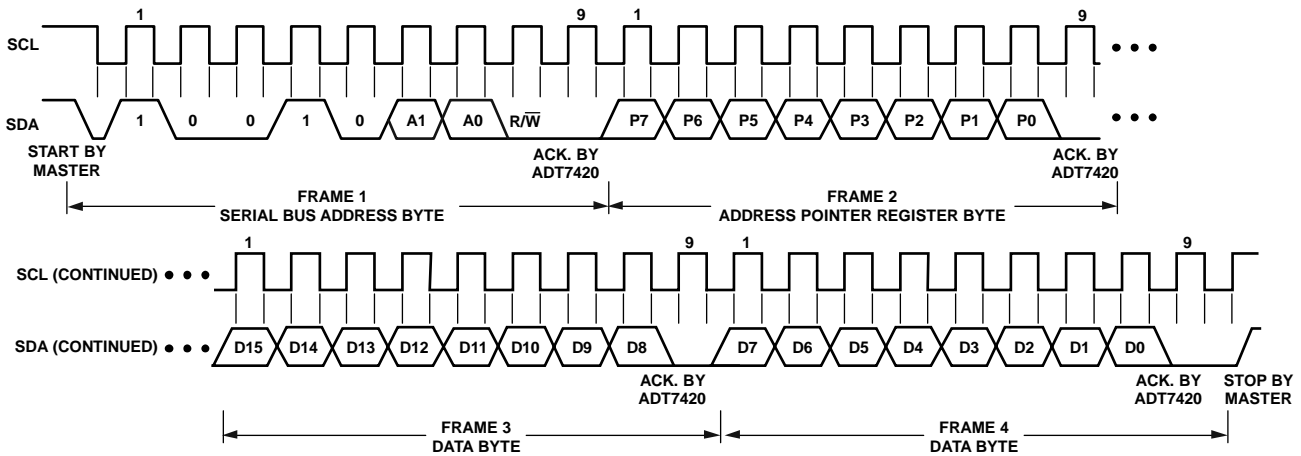 1 9 1 9
SCL
SDA 1 0 0 1 0 A1 A0 R/W̅ P7 P6 P5 P4 P3 P2 P1 P0
START BY
MASTER
ACK. BY
ADT7420
ACK. BY
ADT7420
FRAME 1
SERIAL BUS ADDRESS BYTE
FRAME 2
ADDRESS POINTER REGISTER BYTE
1 9 1 9
SCL (CONTINUED)
SDA (CONTINUED) D15 D14 D13 D12 D11 D10 D9 D8 D7 D6 D5 D4 D3 D2 D1 D0
ACK. BY
ADT7420
ACK. BY
ADT7420
STOP BY
MASTER
FRAME 3
DATA BYTE
FRAME 4
DATA BYTE